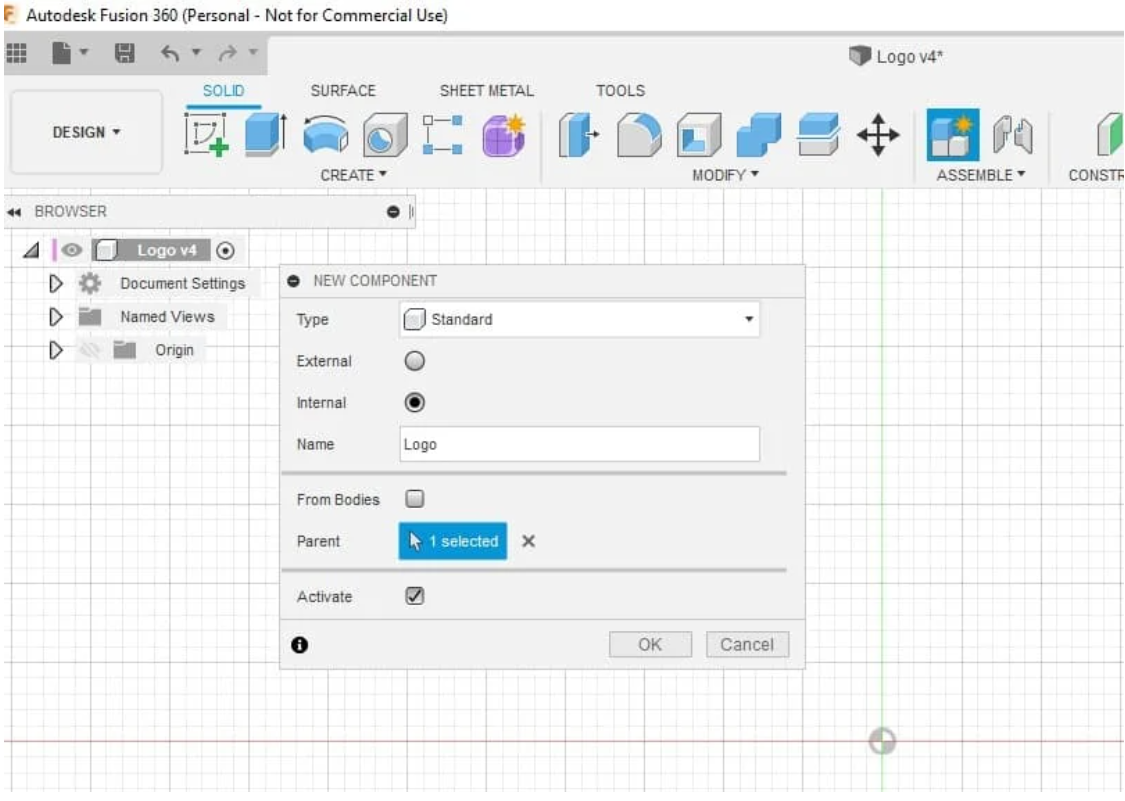 Autodesk Fusion 360 (Personal - Not for Commercial Use)
Logo v4*
SOLID SURFACE SHEET METAL TOOLS
DESIGN
CREATE MODIFY ASSEMBLE CONSTR
BROWSER
Logo v4
Document Settings
Named Views
Origin
NEW COMPONENT
Type Standard
External
Internal
Name Logo
From Bodies
Parent 1 selected
Activate
OK Cancel